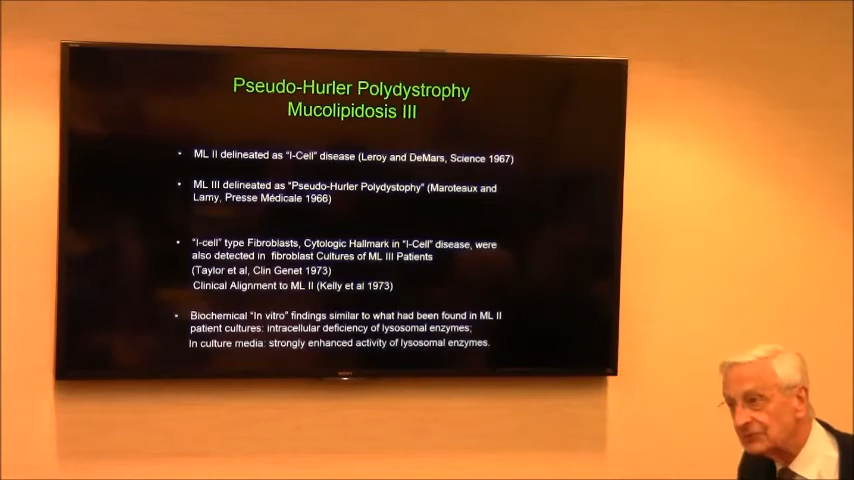 Pseudo-Hurler Polydystrophy
Mucolipidosis III
• ML II delineated as "I-Cell" disease (Leroy and DeMars, Science 1967)
• ML III delineated as "Pseudo-Hurler Polydystophy" (Maroteaux and
Lamy, Presse Médicale 1966)
• "I-cell" type Fibroblasts, Cytologic Hallmark in "I-Cell" disease, were
also detected in fibroblast Cultures of ML III Patients
(Taylor et al, Clin Genet 1973)
Clinical Alignment to ML II (Kelly et al 1973)
• Biochemical "In vitro" findings similar to what had been found in ML II
patient cultures: intracellular deficiency of lysosomal enzymes;
In culture media: strongly enhanced activity of lysosomal enzymes.
SONY